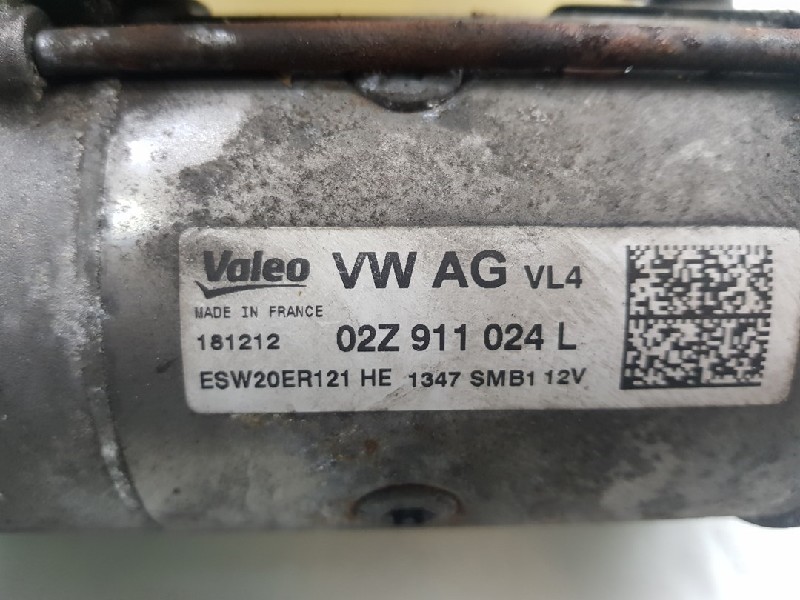 Valeo VW AG VL4
MADE IN FRANCE
181212 02Z 911 024 L
ESW20ER121 HE 1347 SMB1 12V